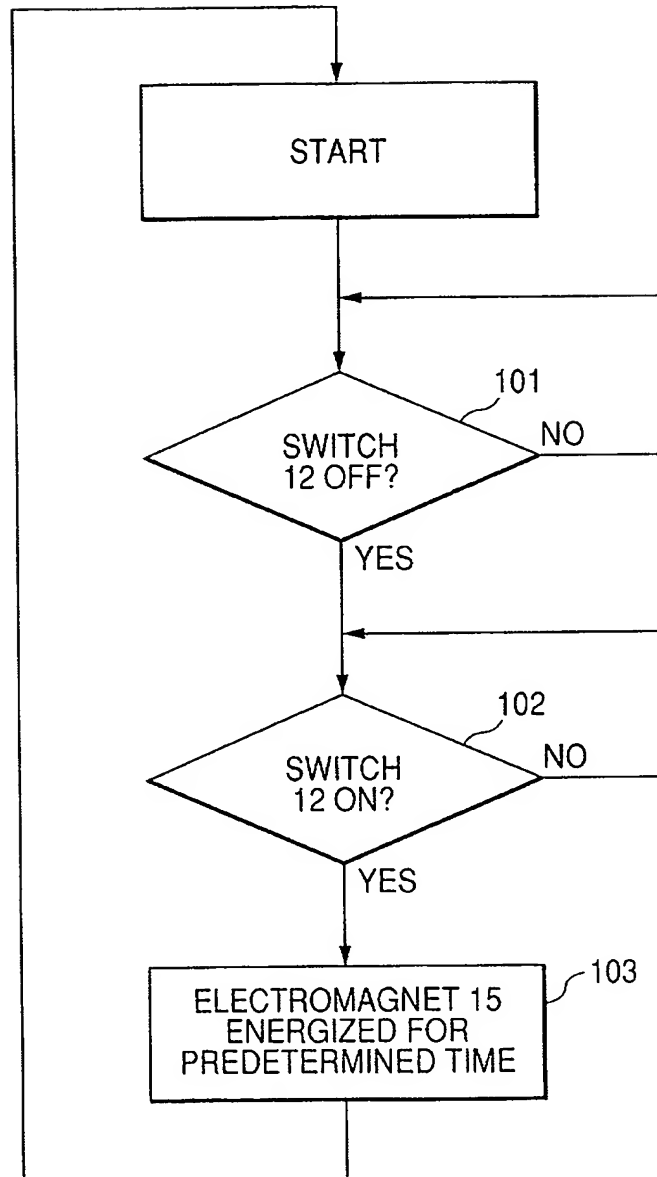 START
101
SWITCH
12 OFF?
NO
YES
102
SWITCH
12 ON?
NO
YES
103
ELECTROMAGNET 15
ENERGIZED FOR
PREDETERMINED TIME